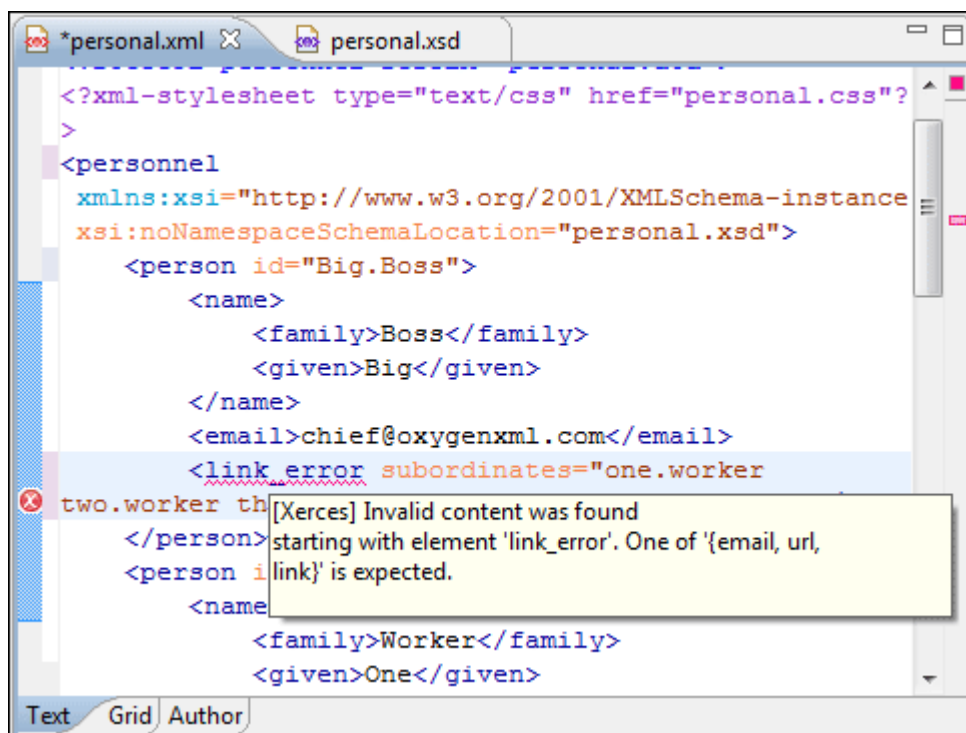 *personal.xml personal.xsd
<?xml-stylesheet type="text/css" href="personal.css"?
>
<personnel
xmlns:xsi="http://www.w3.org/2001/XMLSchema-instance
xsi:noNamespaceSchemaLocation="personal.xsd">
<person id="Big.Boss">
<name>
<family>Boss</family>
<given>Big</given>
</name>
<email>chief@oxygenxml.com</email>
<link_error subordinates="one.worker
two.worker th
[Xerces] Invalid content was found
starting with element 'link_error'. One of '{email, url,
link}' is expected.
</person>
<person i
<name
<family>Worker</family>
<given>One</given>
Text Grid Author